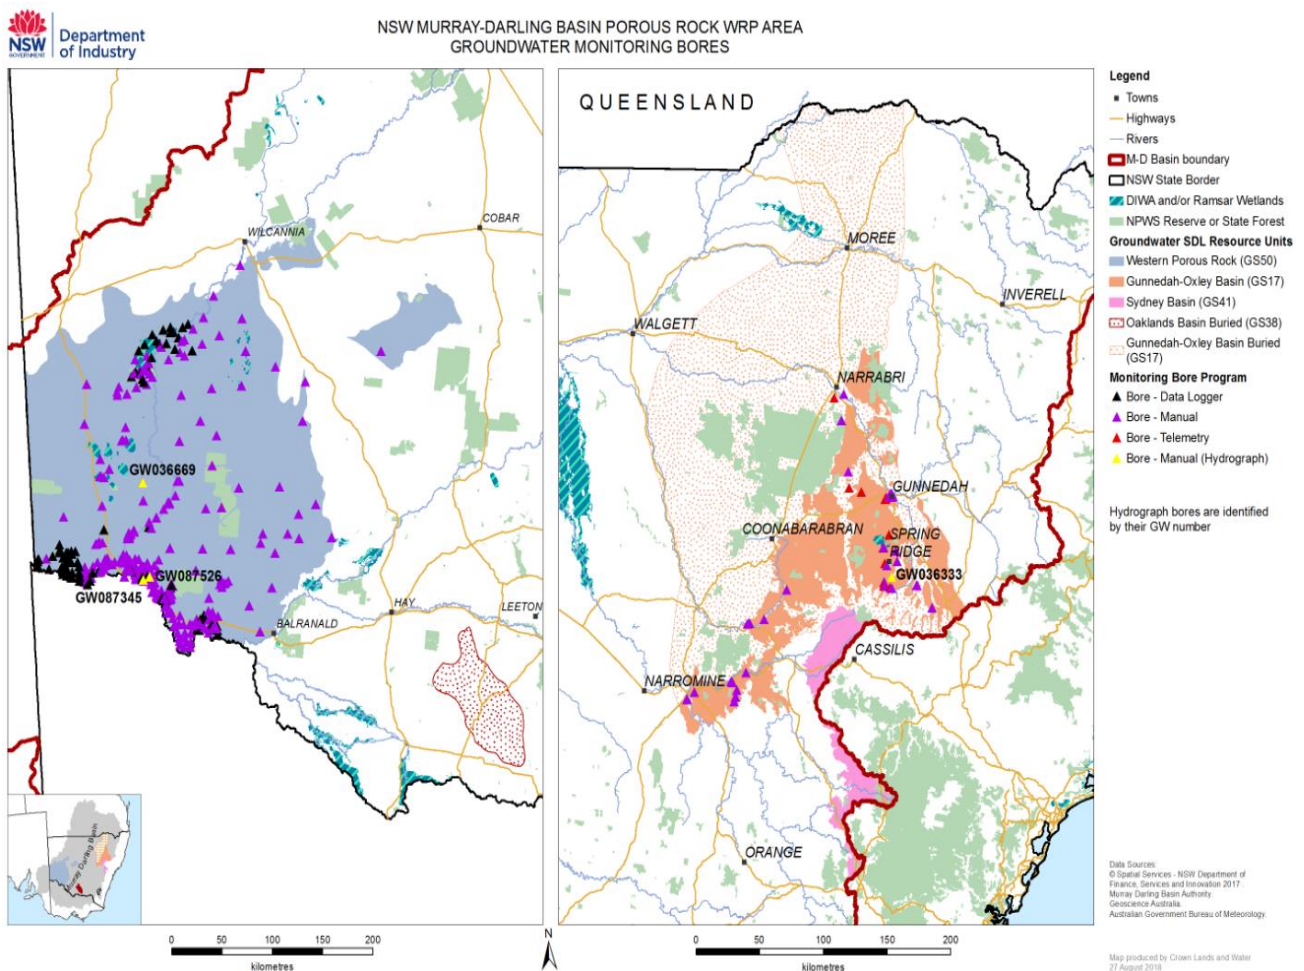 NSW
GOVERNMENT
Department
of Industry
NSW MURRAY-DARLING BASIN POROUS ROCK WRP AREA
GROUNDWATER MONITORING BORES
COBAR
WILCANNIA
GW036669
GW087526
GW087345
HAY
LEETON
BALRANALD
Murray Darling Basin
0 50 100 150 200
kilometres
N
QUEENSLAND
MOREE
INVERELL
WALGETT
NARRABRI
GUNNEDAH
COONABARABRAN
SPRING
RIDGE
GW036333
CASSILIS
NARROMINE
ORANGE
0 50 100 150 200
kilometres
Legend
Towns
Highways
Rivers
M-D Basin boundary
NSW State Border
DIWA and/or Ramsar Wetlands
NPWS Reserve or State Forest
Groundwater SDL Resource Units
Western Porous Rock (GS50)
Gunnedah-Oxley Basin (GS17)
Sydney Basin (GS41)
Oaklands Basin Buried (GS38)
Gunnedah-Oxley Basin Buried
(GS17)
Monitoring Bore Program
Bore - Data Logger
Bore - Manual
Bore - Telemetry
Bore - Manual (Hydrograph)
Hydrograph bores are identified
by their GW number
Data Sources:
© Spatial Services - NSW Department of
Finance, Services and Innovation 2017.
Murray Darling Basin Authority.
Geoscience Australia.
Australian Government Bureau of Meteorology.
Map produced by Crown Lands and Water
27 August 2018